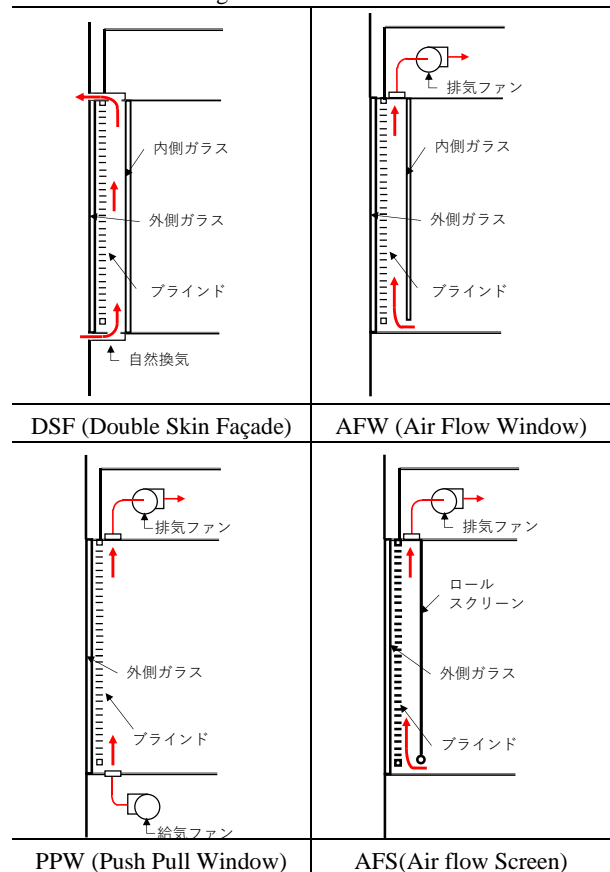 内側ガラス
外側ガラス
ブラインド
自然換気
DSF (Double Skin Façade)
排気ファン
内側ガラス
外側ガラス
ブラインド
AFW (Air Flow Window)
排気ファン
外側ガラス
ブラインド
給気ファン
PPW (Push Pull Window)
排気ファン
ロール
スクリーン
外側ガラス
ブラインド
AFS(Air flow Screen)